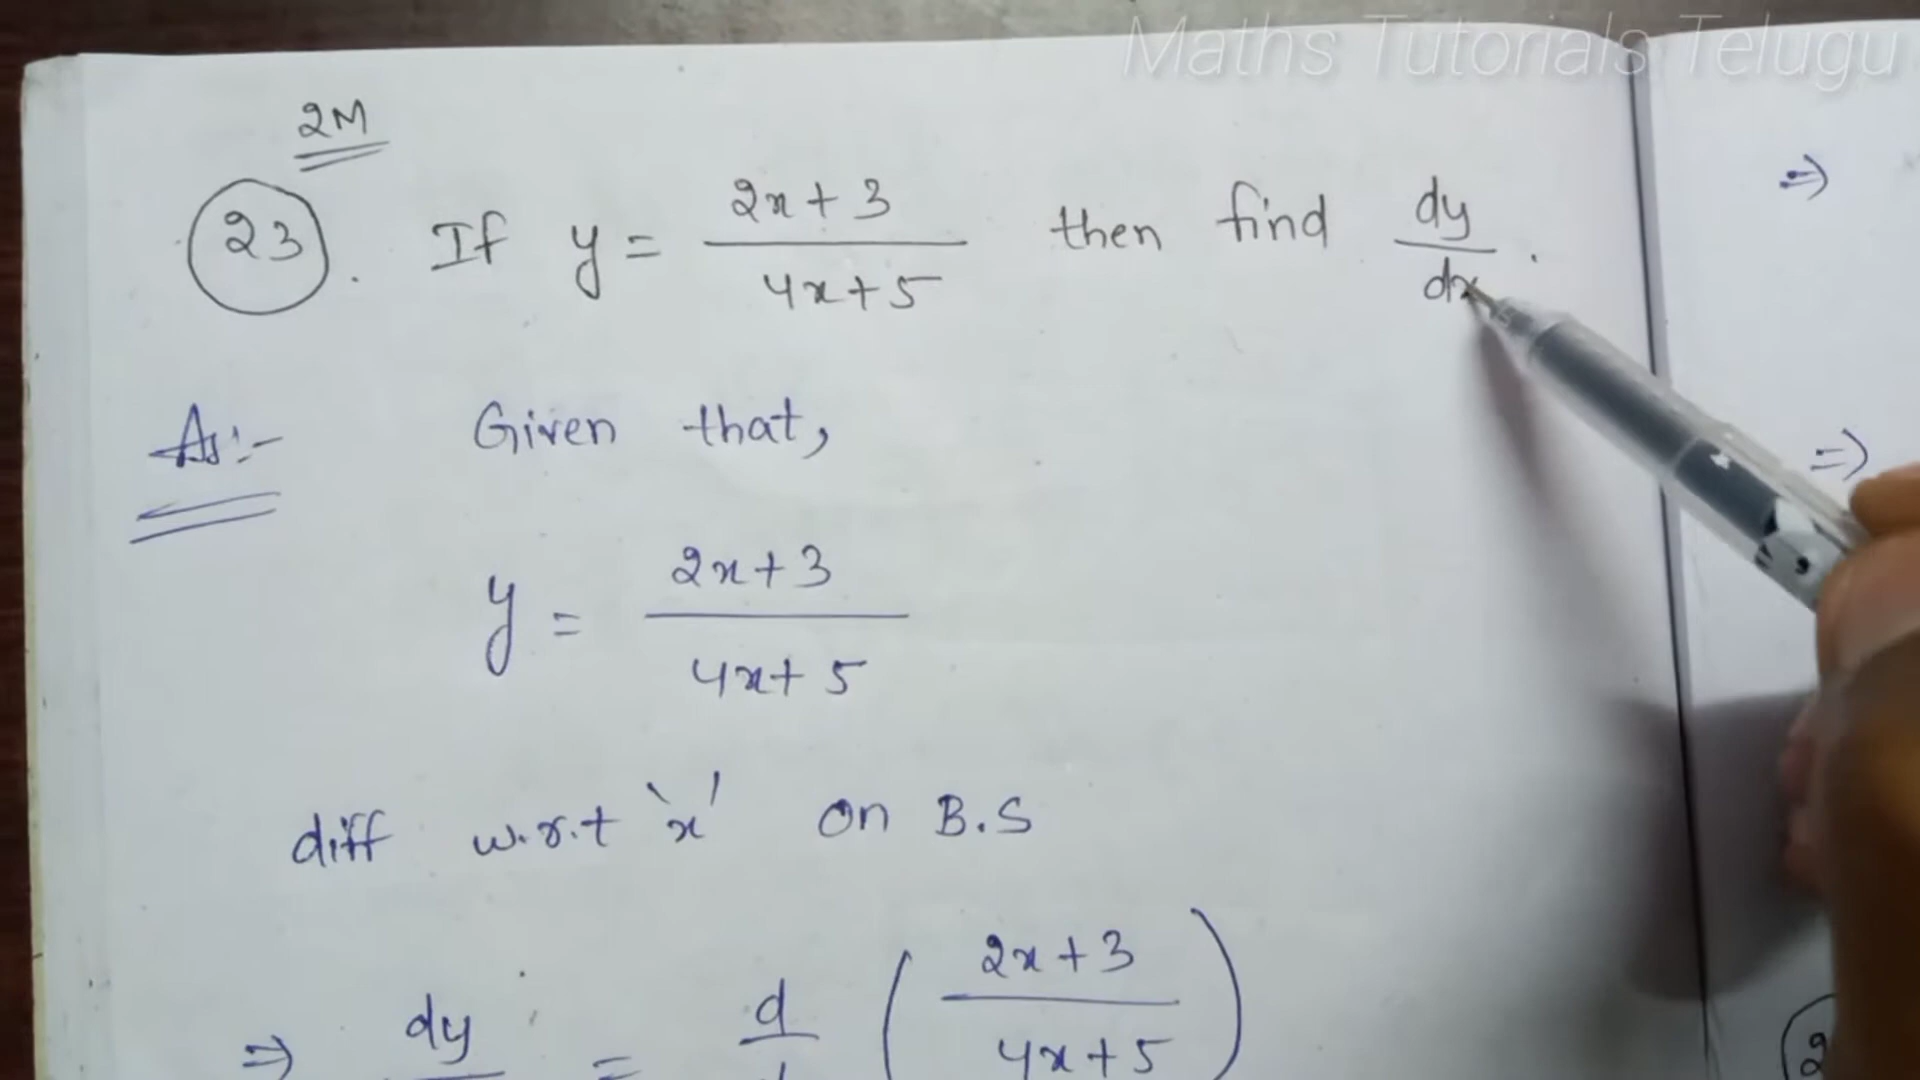 Maths Tutorials Telugu
2M
23. If y = (2x+3)/(4x+5) then find dy/dx.
As:- Given that,
y = (2x+3)/(4x+5)
diff w.r.t 'x' on B.S
⇒ dy = d (2x+3)/(4x+5)
⇒
⇒